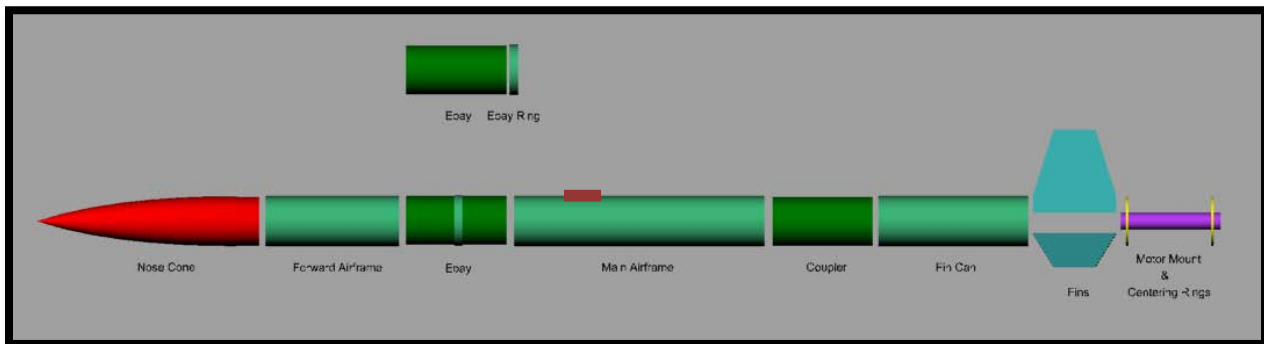 Ebay Ebay Ring
Nose Cone Forward Airframe Ebay Main Airframe Coupler Fin Can
Fins
Motor Mount
&
Centering Rings